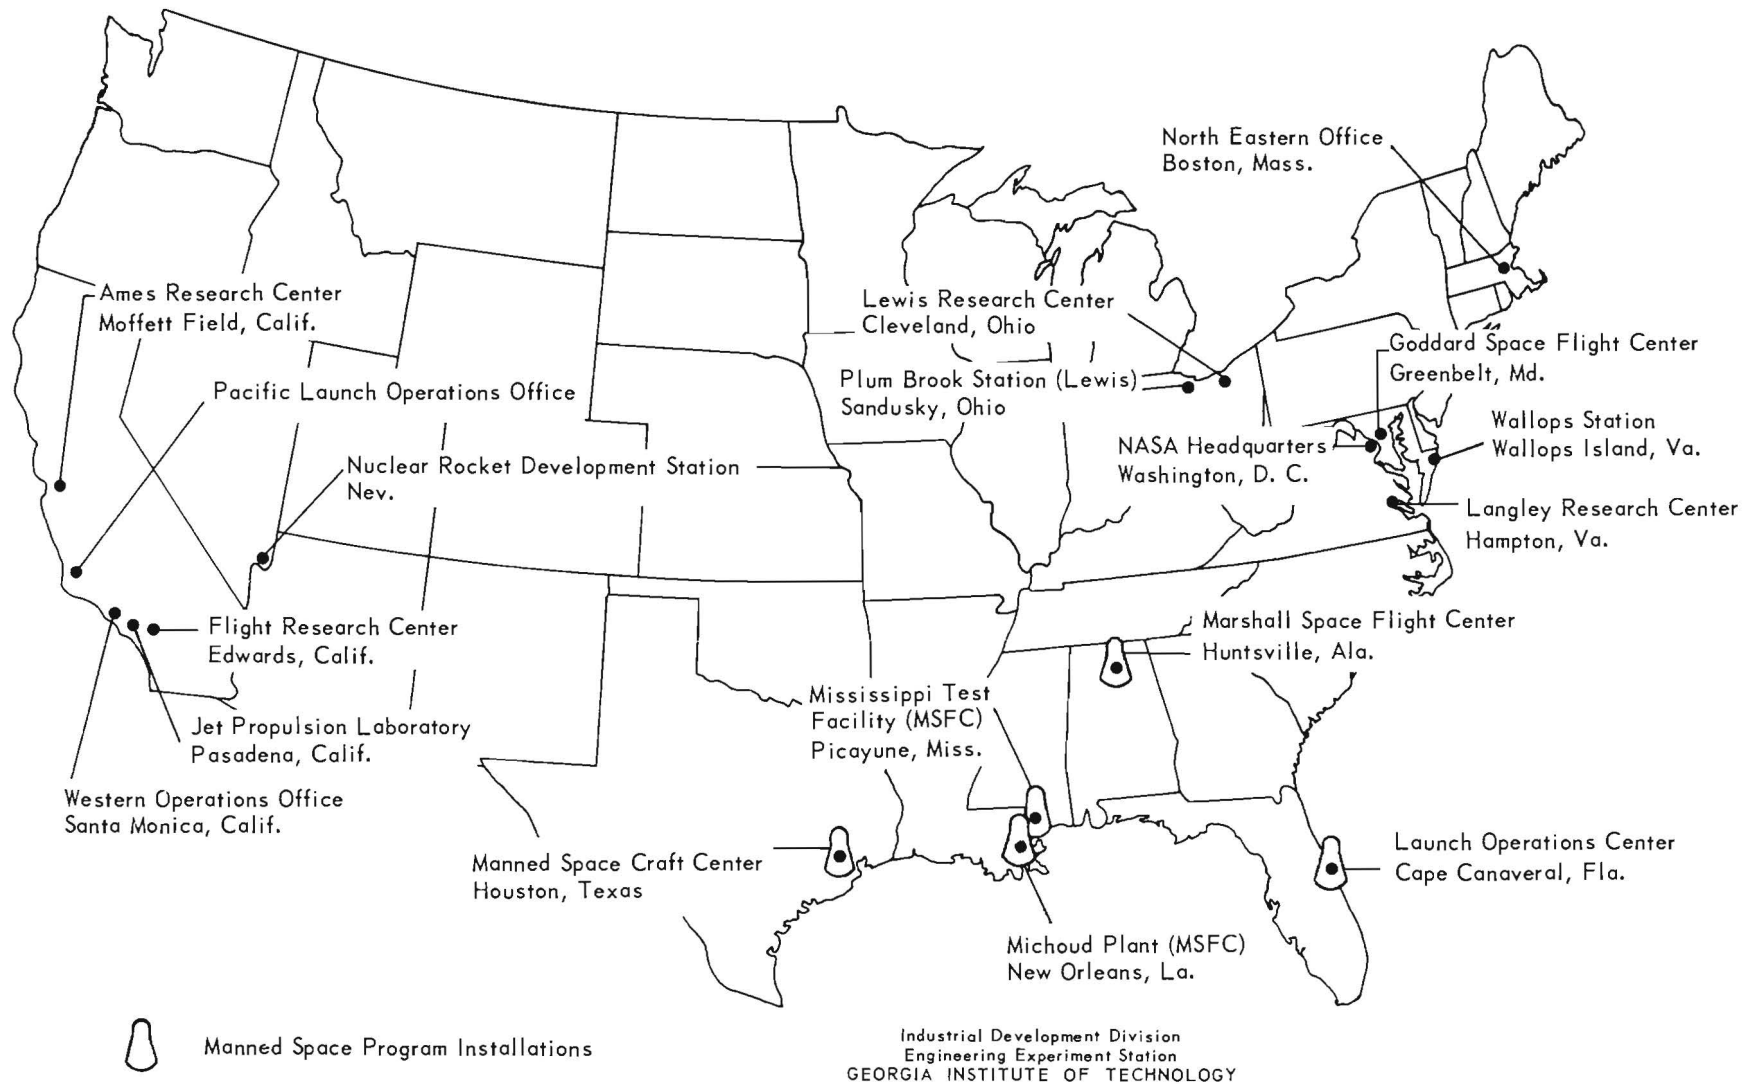 North Eastern Office
Boston, Mass.
Ames Research Center
Moffett Field, Calif.
Lewis Research Center
Cleveland, Ohio
Goddard Space Flight Center
Greenbelt, Md.
Pacific Launch Operations Office
Plum Brook Station (Lewis)
Sandusky, Ohio
Wallops Station
Wallops Island, Va.
NASA Headquarters
Washington, D. C.
Nuclear Rocket Development Station
Nev.
Langley Research Center
Hampton, Va.
Flight Research Center
Edwards, Calif.
Marshall Space Flight Center
Huntsville, Ala.
Mississippi Test
Facility (MSFC)
Picayune, Miss.
Jet Propulsion Laboratory
Pasadena, Calif.
Western Operations Office
Santa Monica, Calif.
Manned Space Craft Center
Houston, Texas
Launch Operations Center
Cape Canaveral, Fla.
Michoud Plant (MSFC)
New Orleans, La.
Manned Space Program Installations
Industrial Development Division
Engineering Experiment Station
GEORGIA INSTITUTE OF TECHNOLOGY